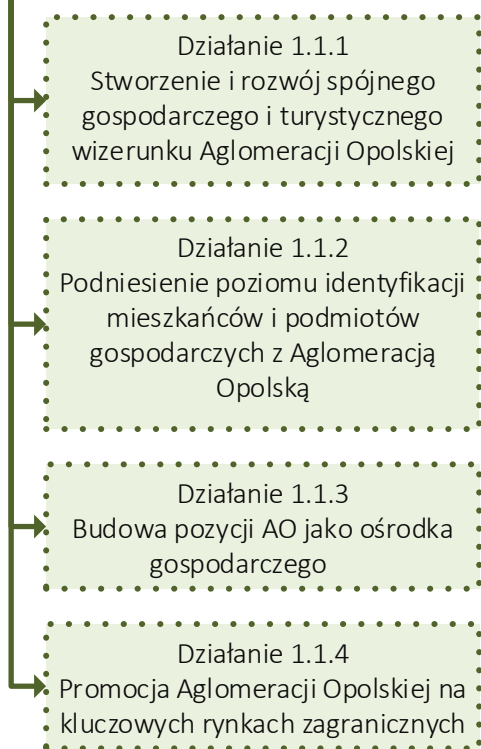 Działanie 1.1.1
Stworzenie i rozwój spójnego
gospodarczego i turystycznego
wizerunku Aglomeracji Opolskiej
Działanie 1.1.2
Podniesienie poziomu identyfikacji
mieszkańców i podmiotów
gospodarczych z Aglomeracją
Opolską
Działanie 1.1.3
Budowa pozycji AO jako ośrodka
gospodarczego
Działanie 1.1.4
Promocja Aglomeracji Opolskiej na
kluczowych rynkach zagranicznych